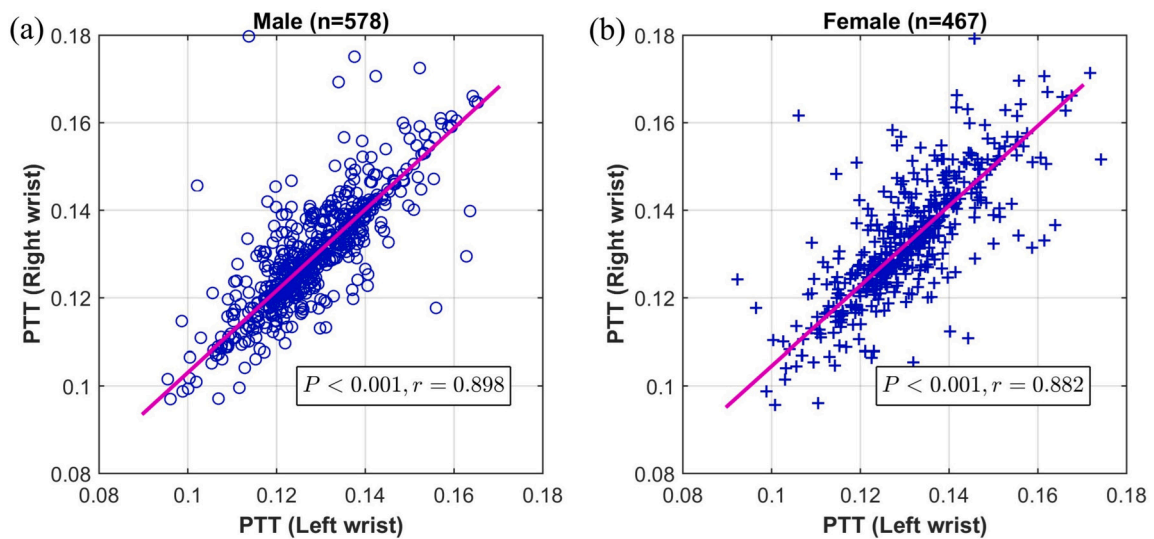 (a)
Male (n=578)
0.18
0.16
0.14
0.12
0.1
0.08
PTT (Right wrist)
P < 0.001, r = 0.898
0.08 0.1 0.12 0.14 0.16 0.18
PTT (Left wrist)
(b)
Female (n=467)
0.18
0.16
0.14
0.12
0.1
0.08
PTT (Right wrist)
P < 0.001, r = 0.882
0.08 0.1 0.12 0.14 0.16 0.18
PTT (Left wrist)